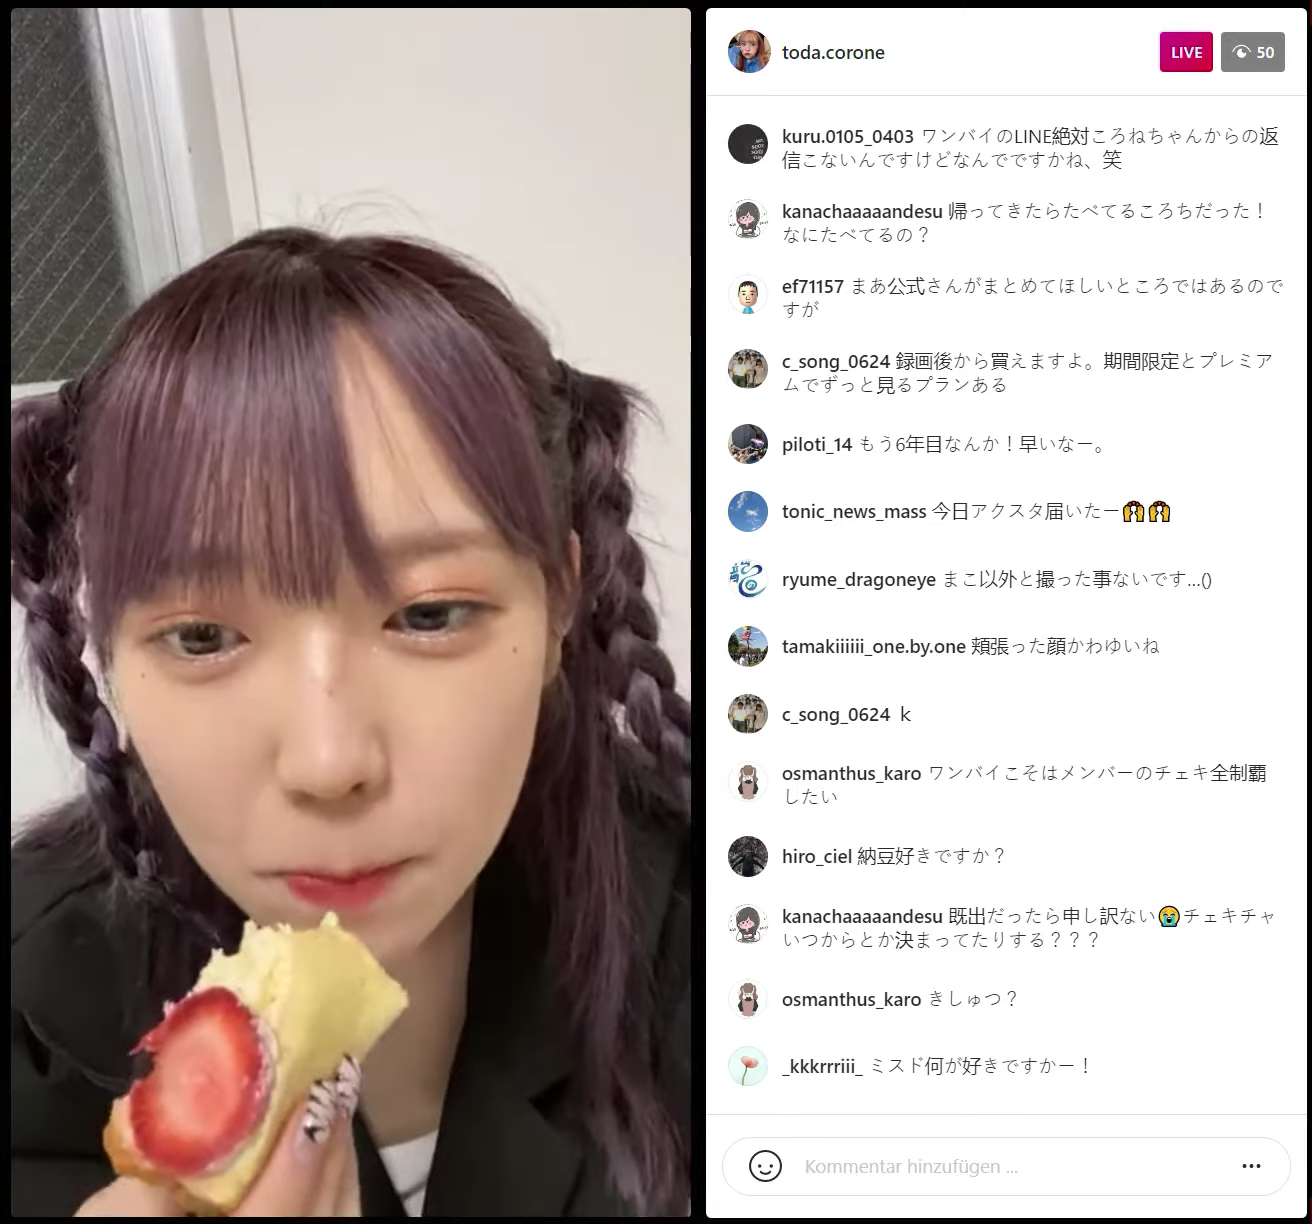 toda.corone
LIVE
50
kuru.0105_0403 ワンバイのLINE絶対ころねちゃんからの返
信こないんですけどなんでですかね、笑
kanachaaaaandesu 帰ってきたらたべてるころちだった！
なにたべてるの？
ef71157 まあ公式さんがまとめてほしいところではあるので
すが
c_song_0624 録画後から買えますよ。期間限定とプレミア
ムでずっと見るプランある
piloti_14 もう6年目なんか！早いなー。
tonic_news_mass 今日アクスタ届いたー🙌🙌
ryume_dragoneye まこ以外と撮った事ないです...()
tamakiiiiiii_one.by.one 頬張った顔かわゆいね
c_song_0624 ｋ
osmanthus_karo ワンバイこそはメンバーのチェキ全制覇
したい
hiro_ciel 納豆好きですか？
kanachaaaaandesu 既出だったら申し訳ない😭チェキチャ
いつからとか決まってたりする？？？
osmanthus_karo きしゅつ？
_kkkrrriii_ ミスド何が好きですかー！
Kommentar hinzufügen ...